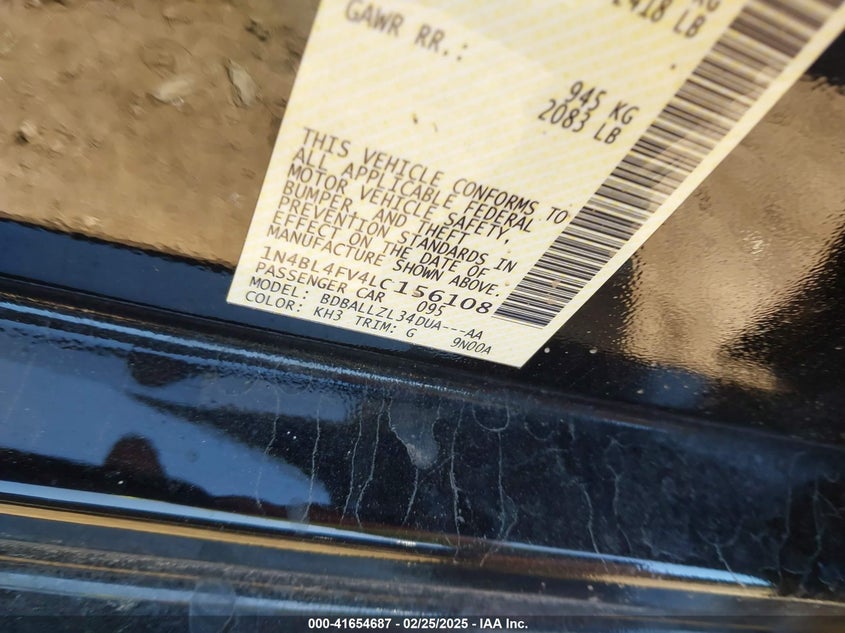 KG
2418 LB
GAWR RR.:
945 KG
2083 LB
THIS VEHICLE CONFORMS TO
ALL APPLICABLE FEDERAL
MOTOR VEHICLE SAFETY,
BUMPER, AND THEFT
PREVENTION STANDARDS IN
EFFECT ON THE DATE OF
MANUFACTURE SHOWN ABOVE.
1N4BL4FV4LC156108
PASSENGER CAR 095
MODEL: BDBALLZL34DUA---AA
COLOR: KH3 TRIM: G 9N00A
000-41654687 - 02/25/2025 - IAA Inc.